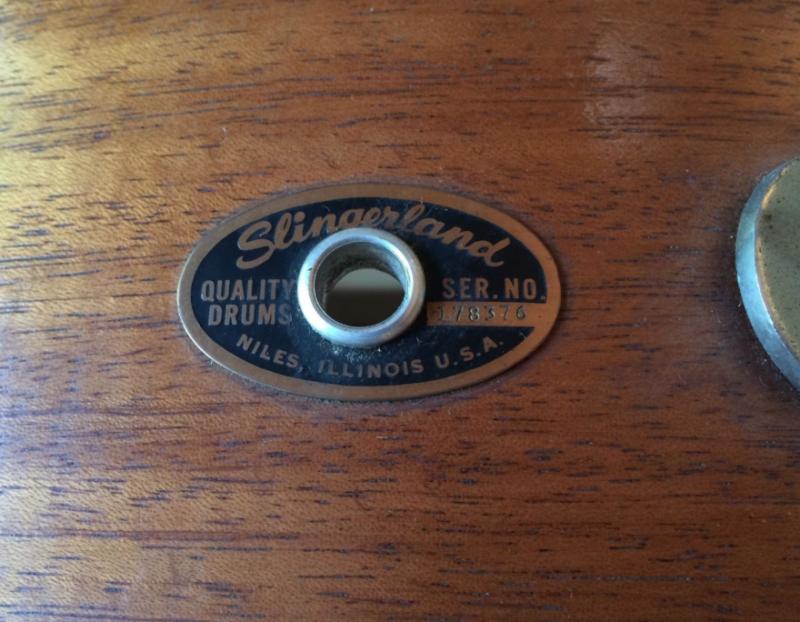 Slingerland
QUALITY SER. NO.
DRUMS 178376
NILES, ILLINOIS U.S.A.